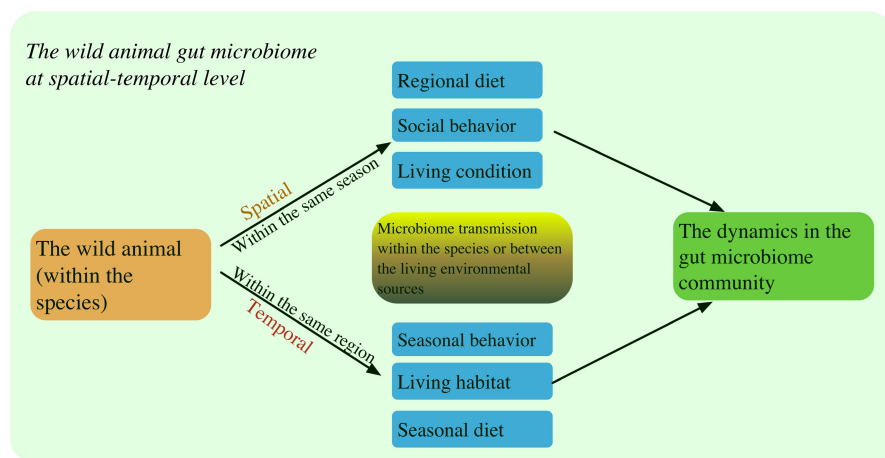 The wild animal gut microbiome
at spatial-temporal level
Regional diet
Social behavior
Living condition
Spatial
Within the same season
The wild animal
(within the
species)
Microbiome transmission
within the species or between
the living environmental
sources
The dynamics in the
gut microbiome
community
Within the same region
Temporal
Seasonal behavior
Living habitat
Seasonal diet